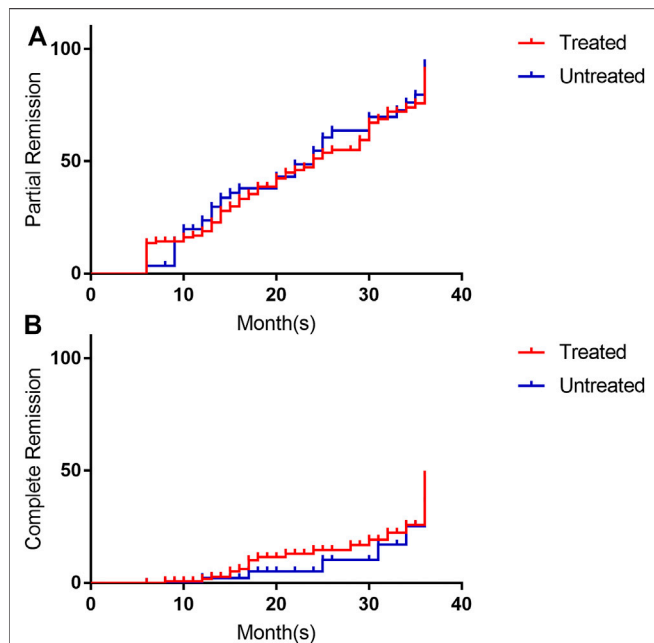 A
100
50
0
Partial Remission
0 10 20 30 40
Month(s)
Treated
Untreated
B
100
50
0
Complete Remission
0 10 20 30 40
Month(s)
Treated
Untreated